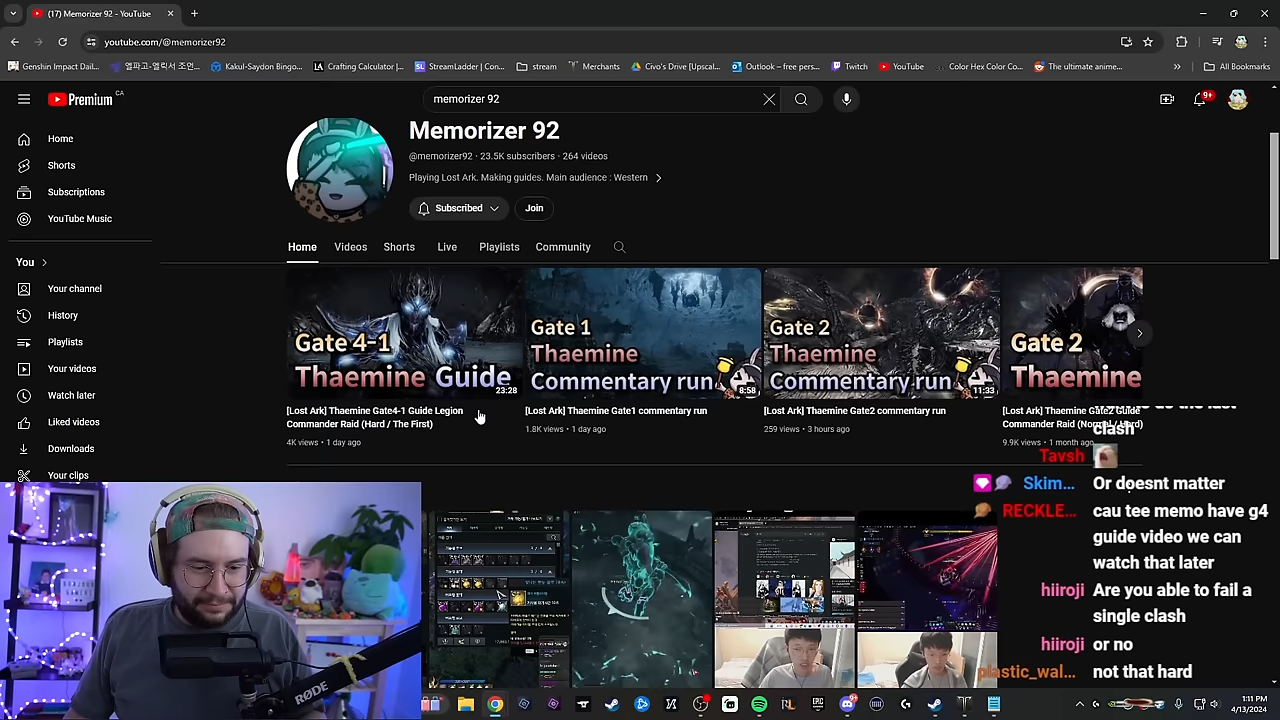 (17) Memorizer 92 - YouTube
youtube.com/@memorizer92
Genshin Impact Dail...
엘파고-엘릭서 조언...
Kakul-Saydon Bingo...
Crafting Calculator |...
StreamLadder | Con...
stream
Merchants
Civo's Drive [Upscal...
Outlook – free pers...
Twitch
YouTube
Color Hex Color Co...
The ultimate anime...
All Bookmarks
Premium CA
memorizer 92
9+
Home
Shorts
Subscriptions
YouTube Music
You
Your channel
History
Playlists
Your videos
Watch later
Liked videos
Downloads
Your clips
Memorizer 92
@memorizer92 · 23.5K subscribers · 264 videos
Playing Lost Ark. Making guides. Main audience : Western
Subscribed
Join
Home
Videos
Shorts
Live
Playlists
Community
Gate 4-1
Thaemine Guide
23:28
[Lost Ark] Thaemine Gate4-1 Guide Legion
Commander Raid (Hard / The First)
4K views • 1 day ago
Gate 1
Thaemine
Commentary run
8:58
[Lost Ark] Thaemine Gate1 commentary run
1.8K views • 1 day ago
Gate 2
Thaemine
Commentary run
11:33
[Lost Ark] Thaemine Gate2 commentary run
259 views • 3 hours ago
Gate 2
Thaemine
[Lost Ark] Thaemine Gate2 Guide
Commander Raid (Normal / Hard)
9.9K views • 1 month ago
do the last
clash
Tavsh
Skim... Or doesnt matter
RECKLE... cau tee memo have g4
guide video we can
watch that later
hiiroji Are you able to fail a
single clash
hiiroji or no
plastic_wal... not that hard
RØDE
1:11 PM
4/13/2024